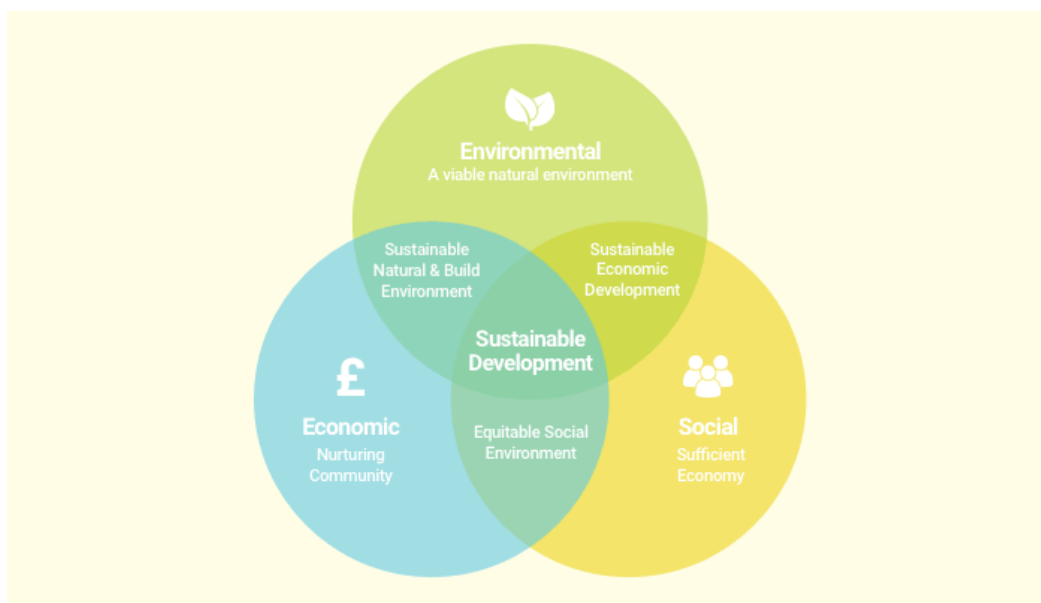 Environmental
A viable natural environment
Sustainable
Natural & Build
Environment
Sustainable
Economic
Development
Sustainable
Development
£
Economic
Nurturing
Community
Equitable Social
Environment
Social
Sufficient
Economy